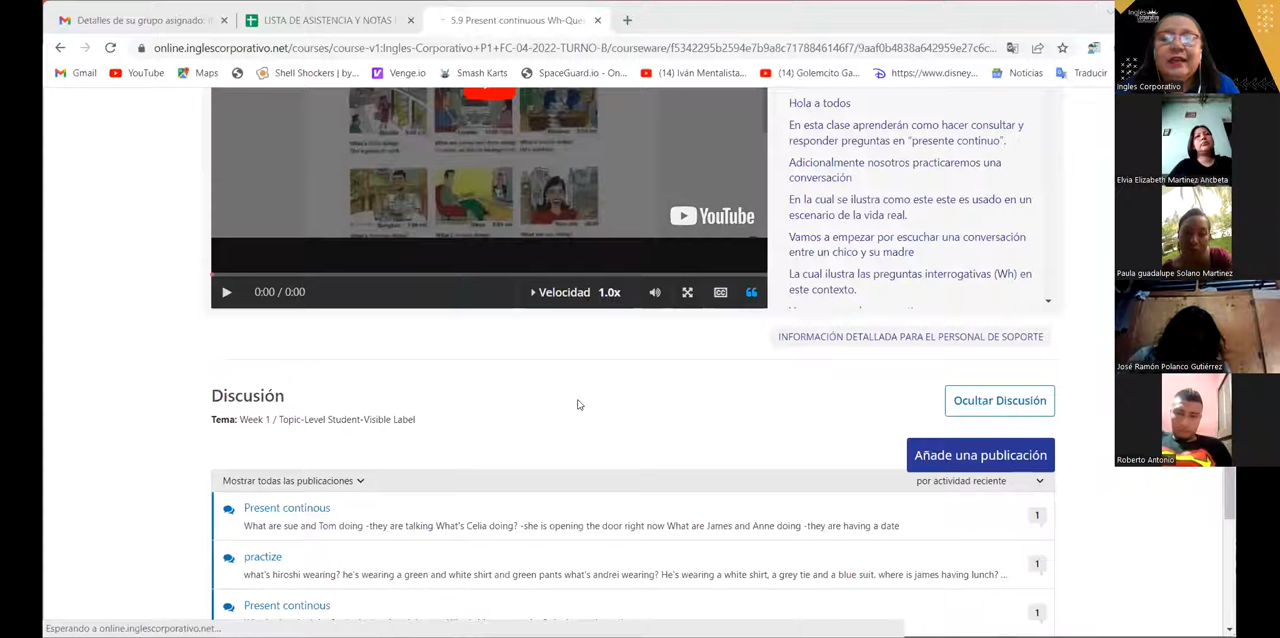 Detalles de su grupo asignado: i
LISTA DE ASISTENCIA Y NOTAS
5.9 Present continuous Wh-Que
online.inglescorporativo.net/courses/course-v1:Ingles-Corporativo+P1+FC-04-2022-TURNO-B/courseware/f5342295b2594e7b9a8c7178846146f7/9aaf0b4838a642959e27c6c...
Gmail
YouTube
Maps
Shell Shockers | by...
Venge.io
Smash Karts
SpaceGuard.io - On...
(14) Iván Mentalista...
(14) Golemcito Ga...
https://www.disney...
Noticias
Traducir
Inglés
Corporativo
Ingles Corporativo
Elvia Elizabeth Martinez Ancbeta
Paula guadalupe Solano Martinez
José Ramón Polanco Gutiérrez
Roberto Antonio
YouTube
Hola a todos
En esta clase aprenderán como hacer consultar y
responder preguntas en "presente continuo".
Adicionalmente nosotros practicaremos una
conversación
En la cual se ilustra como este este es usado en un
escenario de la vida real.
Vamos a empezar por escuchar una conversación
entre un chico y su madre
La cual ilustra las preguntas interrogativas (Wh) en
este contexto.
0:00 / 0:00
Velocidad 1.0x
INFORMACIÓN DETALLADA PARA EL PERSONAL DE SOPORTE
Discusión
Ocultar Discusión
Tema: Week 1 / Topic-Level Student-Visible Label
Añade una publicación
Mostrar todas las publicaciones
por actividad reciente
Present continous
What are sue and Tom doing -they are talking What's Celia doing? -she is opening the door right now What are James and Anne doing -they are having a date
1
practize
what's hiroshi wearing? he's wearing a green and white shirt and green pants what's andrei wearing? He's wearing a white shirt, a grey tie and a blue suit. where is james having lunch? ...
1
Present continous
1
Esperando a online.inglescorporativo.net...